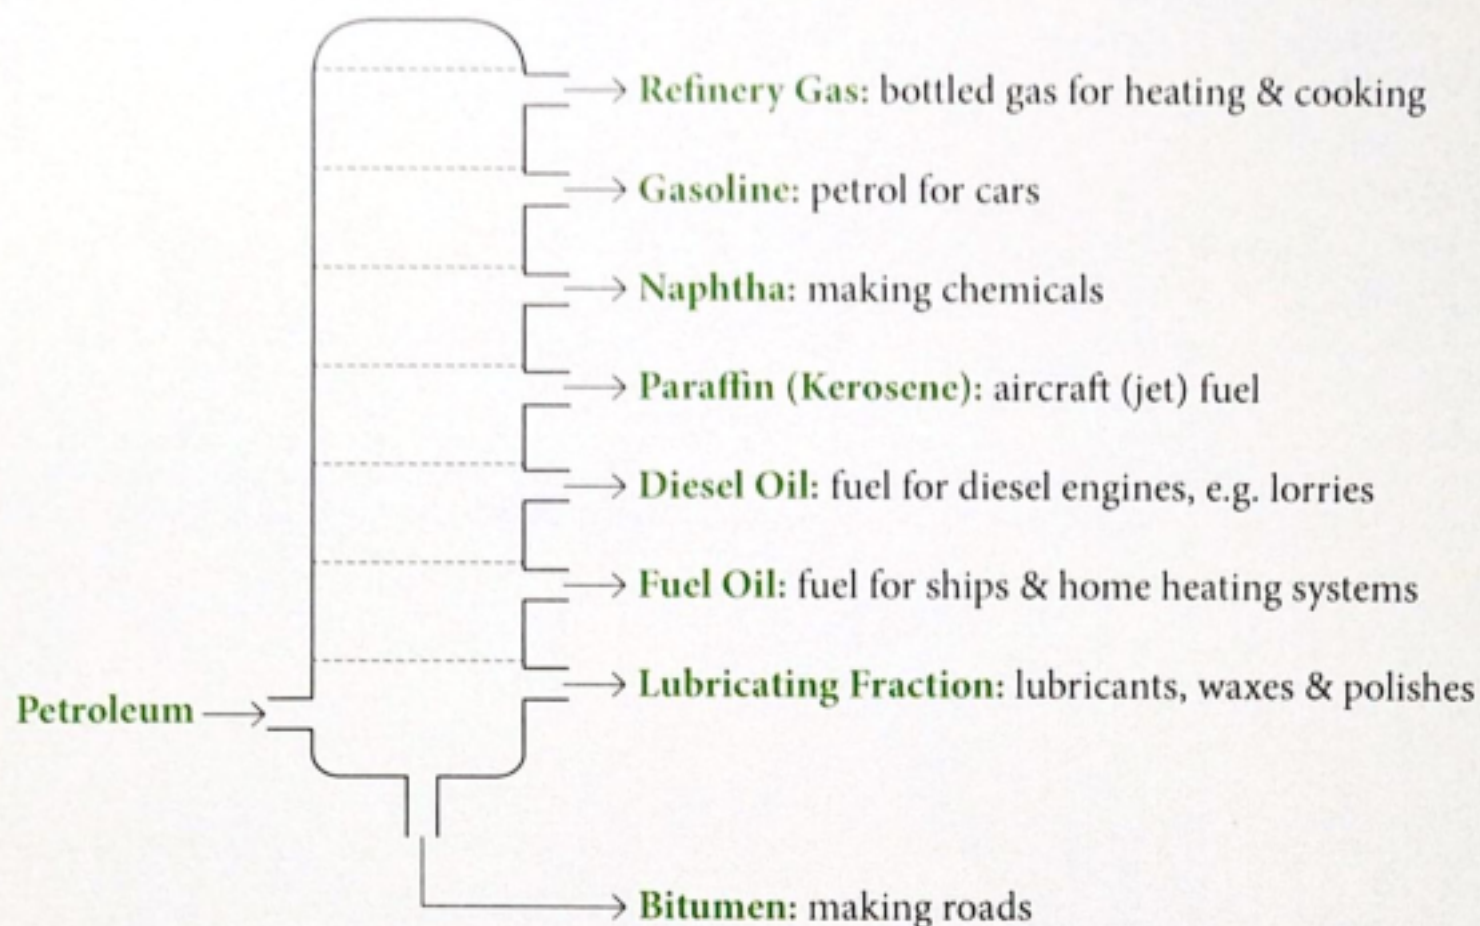 Refinery Gas: bottled gas for heating & cooking
Gasoline: petrol for cars
Naphtha: making chemicals
Paraffin (Kerosene): aircraft (jet) fuel
Diesel Oil: fuel for diesel engines, e.g. lorries
Fuel Oil: fuel for ships & home heating systems
Lubricating Fraction: lubricants, waxes & polishes
Petroleum
Bitumen: making roads